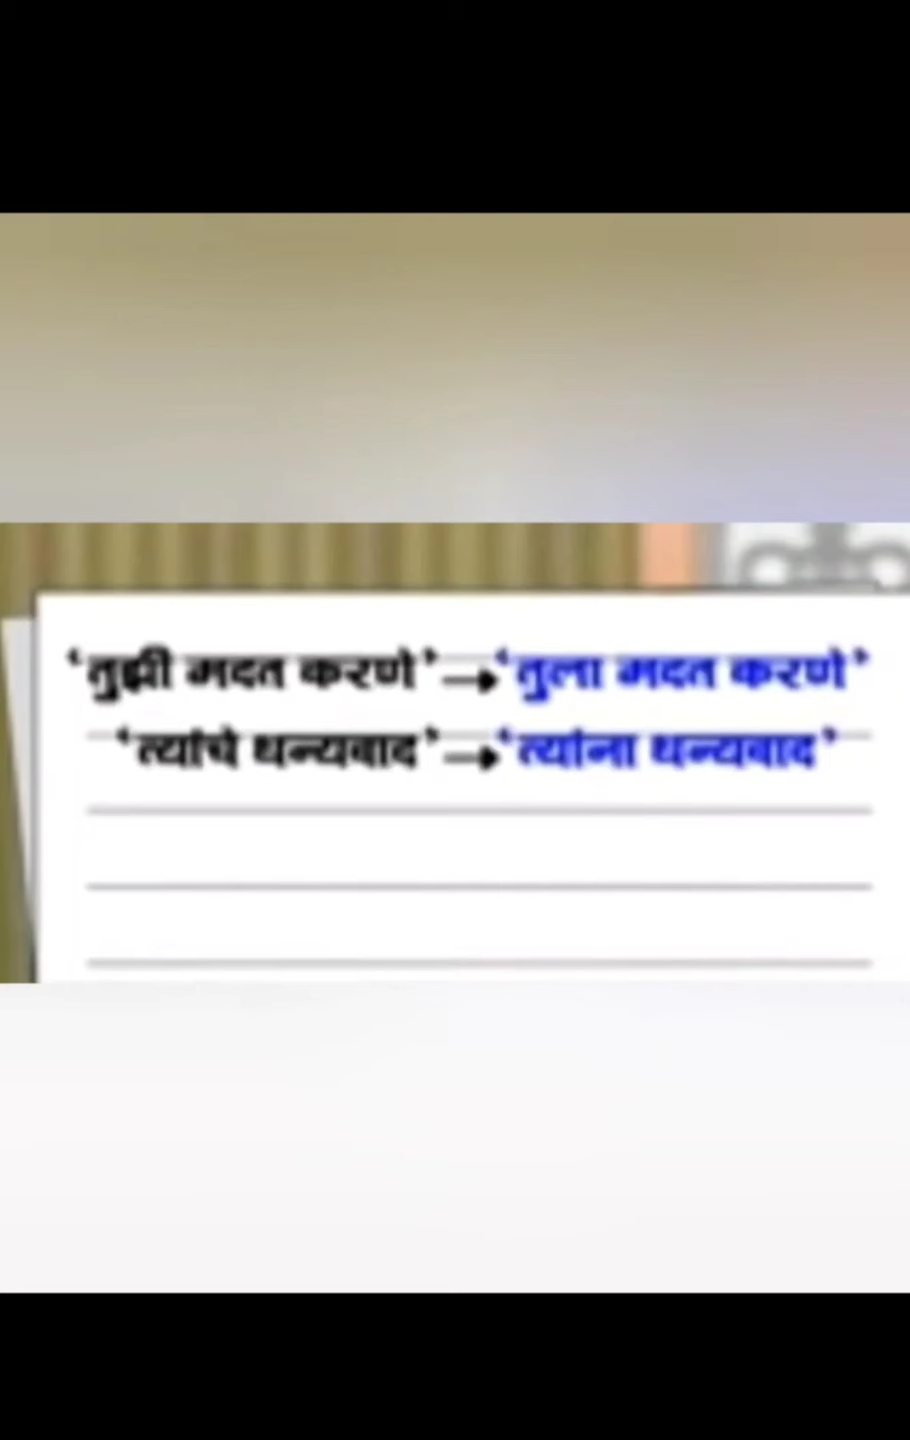 ‘तुझी मदत करणे’→‘तुला मदत करणे’
‘त्यांचे धन्यवाद’→‘त्यांना धन्यवाद’